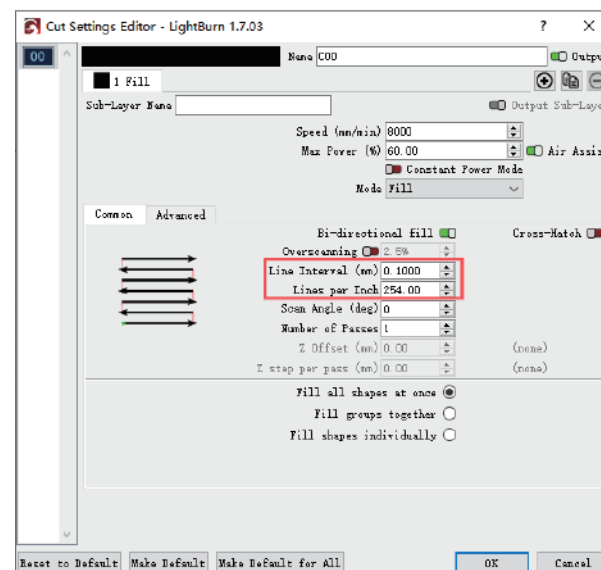 Cut Settings Editor - LightBurn 1.7.03 ? ×
00 Name C00 Outpu
1 Fill
Sub-Layer Name Output Sub-Laye
Speed (mm/min) 8000
Max Power (%) 60.00 Air Assis
Constant Power Mode
Mode Fill
Common Advanced
Bi-directional fill Cross-Hatch
Overscanning 2.5%
Line Interval (mm) 0.1000
Lines per Inch 254.00
Scan Angle (deg) 0
Number of Passes 1
Z Offset (mm) 0.00 (none)
Z step per pass (mm) 0.00 (none)
Fill all shapes at once
Fill groups together
Fill shapes individually
Reset to Default Make Default Make Default for All OK Cancel